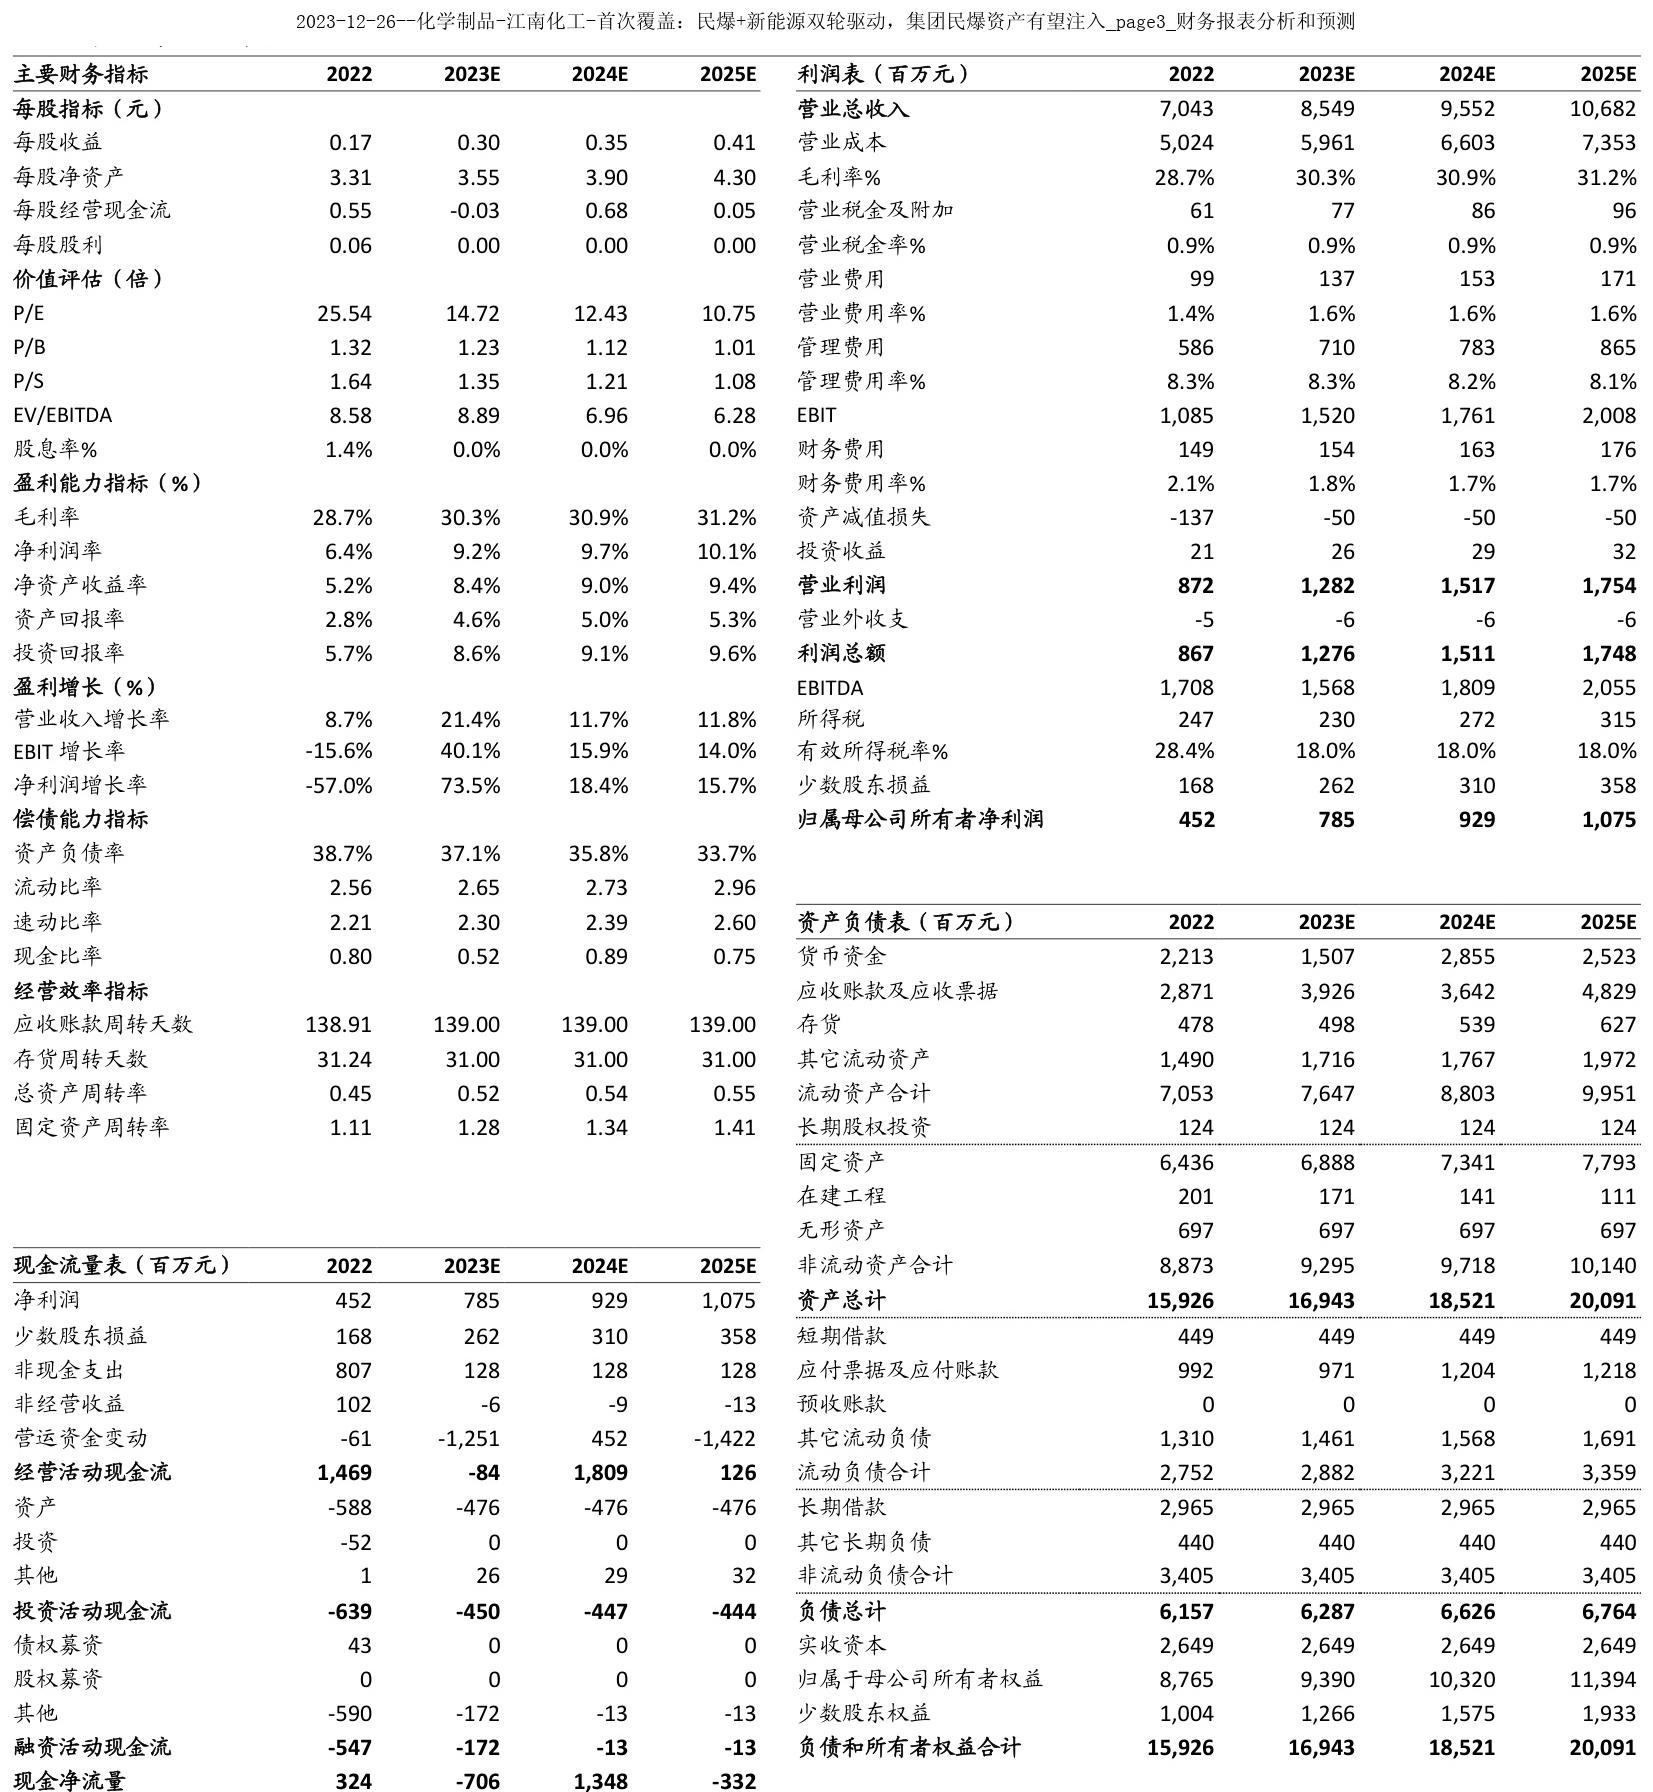 2023-12-26--化学制品-江南化工-首次覆盖：民爆+新能源双轮驱动，集团民爆资产有望注入_page3_财务报表分析和预测
主要财务指标 2022 2023E 2024E 2025E
每股指标（元）
每股收益 0.17 0.30 0.35 0.41
每股净资产 3.31 3.55 3.90 4.30
每股经营现金流 0.55 -0.03 0.68 0.05
每股股利 0.06 0.00 0.00 0.00
价值评估（倍）
P/E 25.54 14.72 12.43 10.75
P/B 1.32 1.23 1.12 1.01
P/S 1.64 1.35 1.21 1.08
EV/EBITDA 8.58 8.89 6.96 6.28
股息率% 1.4% 0.0% 0.0% 0.0%
盈利能力指标（%）
毛利率 28.7% 30.3% 30.9% 31.2%
净利润率 6.4% 9.2% 9.7% 10.1%
净资产收益率 5.2% 8.4% 9.0% 9.4%
资产回报率 2.8% 4.6% 5.0% 5.3%
投资回报率 5.7% 8.6% 9.1% 9.6%
盈利增长（%）
营业收入增长率 8.7% 21.4% 11.7% 11.8%
EBIT 增长率 -15.6% 40.1% 15.9% 14.0%
净利润增长率 -57.0% 73.5% 18.4% 15.7%
偿债能力指标
资产负债率 38.7% 37.1% 35.8% 33.7%
流动比率 2.56 2.65 2.73 2.96
速动比率 2.21 2.30 2.39 2.60
现金比率 0.80 0.52 0.89 0.75
经营效率指标
应收账款周转天数 138.91 139.00 139.00 139.00
存货周转天数 31.24 31.00 31.00 31.00
总资产周转率 0.45 0.52 0.54 0.55
固定资产周转率 1.11 1.28 1.34 1.41
现金流量表（百万元） 2022 2023E 2024E 2025E
净利润 452 785 929 1,075
少数股东损益 168 262 310 358
非现金支出 807 128 128 128
非经营收益 102 -6 -9 -13
营运资金变动 -61 -1,251 452 -1,422
经营活动现金流 1,469 -84 1,809 126
资产 -588 -476 -476 -476
投资 -52 0 0 0
其他 1 26 29 32
投资活动现金流 -639 -450 -447 -444
债权募资 43 0 0 0
股权募资 0 0 0 0
其他 -590 -172 -13 -13
融资活动现金流 -547 -172 -13 -13
现金净流量 324 -706 1,348 -332
利润表（百万元） 2022 2023E 2024E 2025E
营业总收入 7,043 8,549 9,552 10,682
营业成本 5,024 5,961 6,603 7,353
毛利率% 28.7% 30.3% 30.9% 31.2%
营业税金及附加 61 77 86 96
营业税金率% 0.9% 0.9% 0.9% 0.9%
营业费用 99 137 153 171
营业费用率% 1.4% 1.6% 1.6% 1.6%
管理费用 586 710 783 865
管理费用率% 8.3% 8.3% 8.2% 8.1%
EBIT 1,085 1,520 1,761 2,008
财务费用 149 154 163 176
财务费用率% 2.1% 1.8% 1.7% 1.7%
资产减值损失 -137 -50 -50 -50
投资收益 21 26 29 32
营业利润 872 1,282 1,517 1,754
营业外收支 -5 -6 -6 -6
利润总额 867 1,276 1,511 1,748
EBITDA 1,708 1,568 1,809 2,055
所得税 247 230 272 315
有效所得税率% 28.4% 18.0% 18.0% 18.0%
少数股东损益 168 262 310 358
归属母公司所有者净利润 452 785 929 1,075
资产负债表（百万元） 2022 2023E 2024E 2025E
货币资金 2,213 1,507 2,855 2,523
应收账款及应收票据 2,871 3,926 3,642 4,829
存货 478 498 539 627
其它流动资产 1,490 1,716 1,767 1,972
流动资产合计 7,053 7,647 8,803 9,951
长期股权投资 124 124 124 124
固定资产 6,436 6,888 7,341 7,793
在建工程 201 171 141 111
无形资产 697 697 697 697
非流动资产合计 8,873 9,295 9,718 10,140
资产总计 15,926 16,943 18,521 20,091
短期借款 449 449 449 449
应付票据及应付账款 992 971 1,204 1,218
预收账款 0 0 0 0
其它流动负债 1,310 1,461 1,568 1,691
流动负债合计 2,752 2,882 3,221 3,359
长期借款 2,965 2,965 2,965 2,965
其它长期负债 440 440 440 440
非流动负债合计 3,405 3,405 3,405 3,405
负债总计 6,157 6,287 6,626 6,764
实收资本 2,649 2,649 2,649 2,649
归属于母公司所有者权益 8,765 9,390 10,320 11,394
少数股东权益 1,004 1,266 1,575 1,933
负债和所有者权益合计 15,926 16,943 18,521 20,091